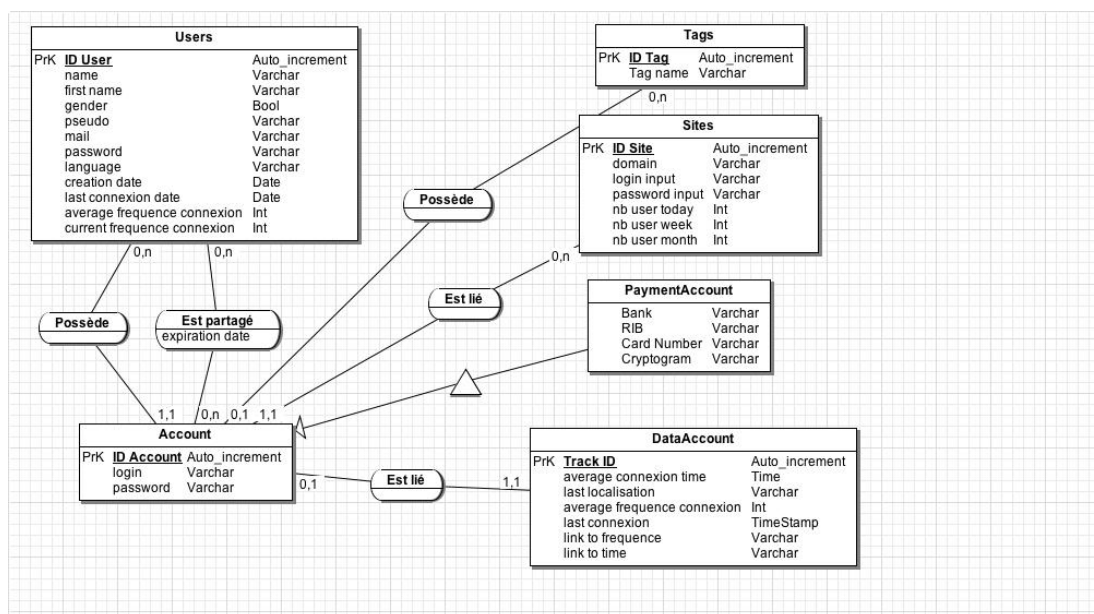 Users
PrK ID User Auto_increment
name Varchar
first name Varchar
gender Bool
pseudo Varchar
mail Varchar
password Varchar
language Varchar
creation date Date
last connexion date Date
average frequence connexion Int
current frequence connexion Int
0,n
0,n
Tags
PrK ID Tag Auto_increment
Tag name Varchar
0,n
Sites
PrK ID Site Auto_increment
domain Varchar
login input Varchar
password input Varchar
nb user today Int
nb user week Int
nb user month Int
0,n
Possède
Est lié
Possède
Est partagé
expiration date
PaymentAccount
Bank Varchar
RIB Varchar
Card Number Varchar
Cryptogram Varchar
1,1
0,n
0,1
1,1
Account
PrK ID Account Auto_increment
login Varchar
password Varchar
0,1
Est lié
1,1
DataAccount
PrK Track ID Auto_increment
average connexion time Time
last localisation Varchar
average frequence connexion Int
last connexion TimeStamp
link to frequence Varchar
link to time Varchar